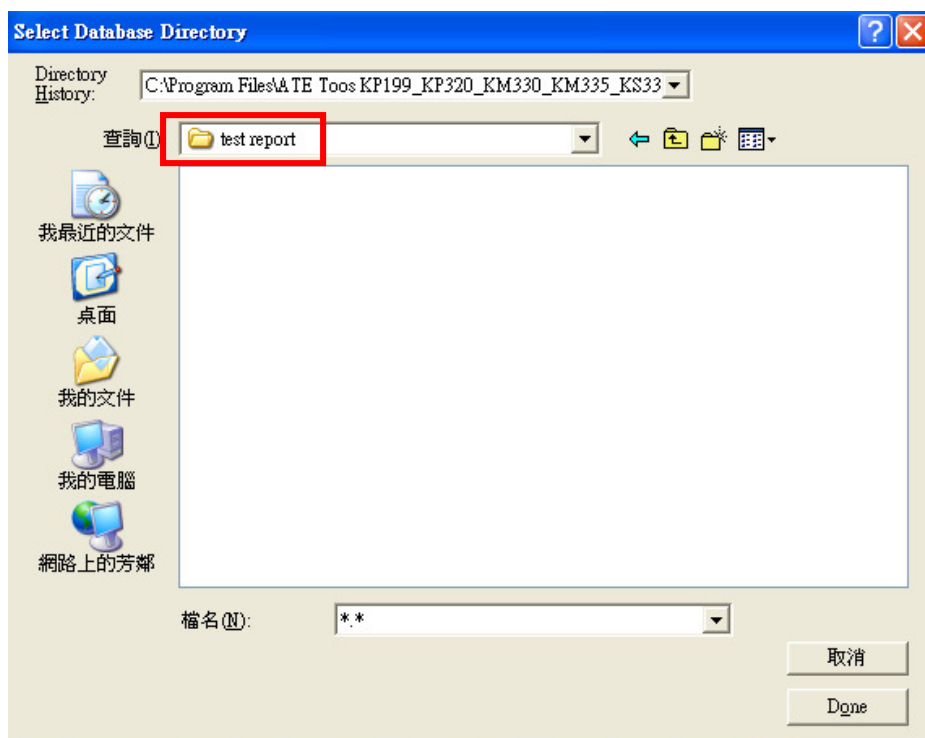 Select Database Directory
Directory
History:
C:\Program Files\ATE Toos KP199_KP320_KM330_KM335_KS33
查詢(I)
test report
我最近的文件
桌面
我的文件
我的電腦
網路上的芳鄰
檔名(N):
*.*
取消
Done